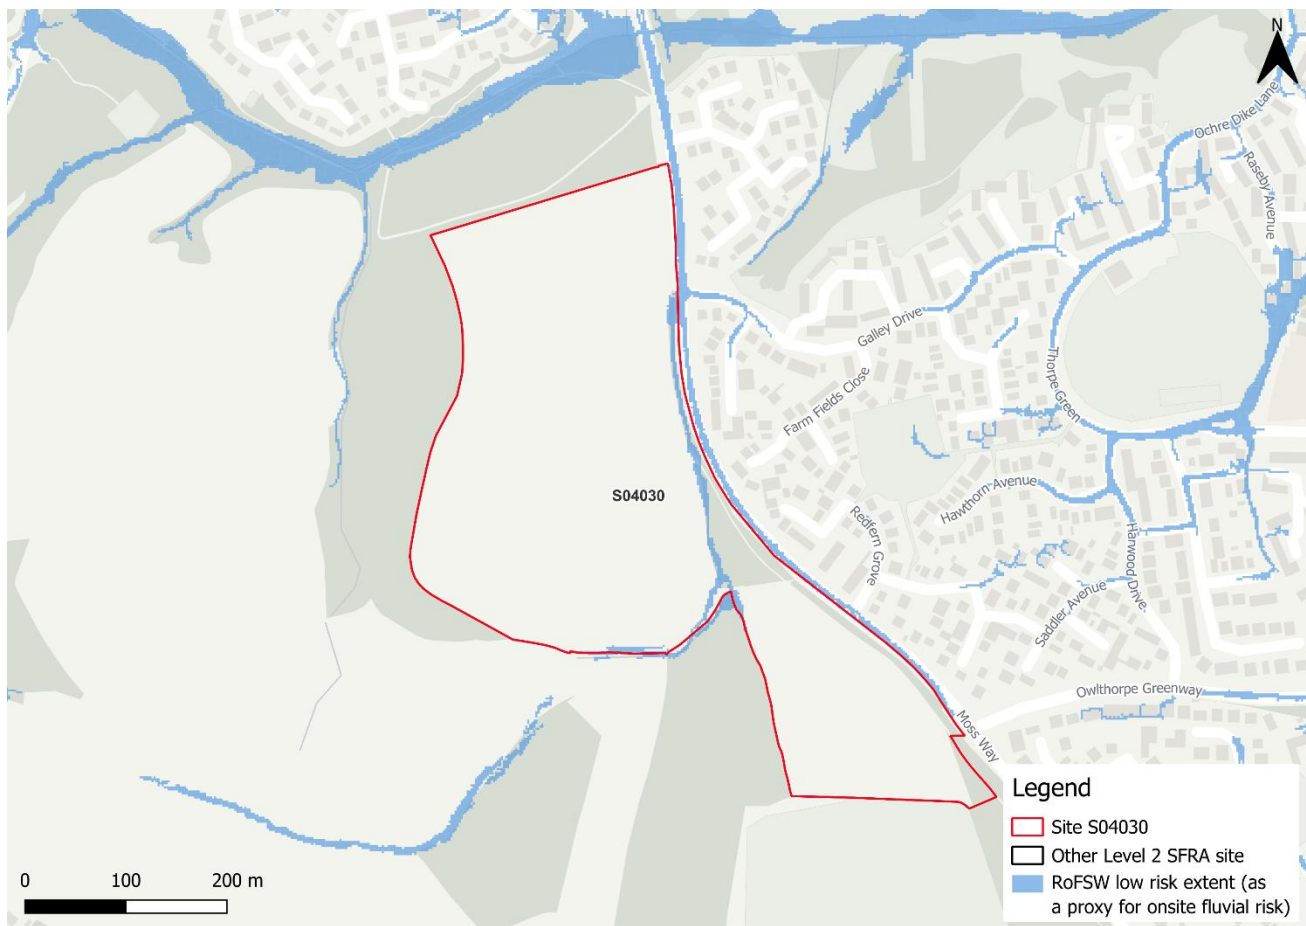 N
Ochre Dike Lane
Raseby Avenue
Galley Drive
Thorpe Green
Farm Fields Close
S04030
Hawthorn Avenue
Redfern Grove
Harwood Drive
Saddler Avenue
Owlthorpe Greenway
Moss Way
Legend
Site S04030
Other Level 2 SFRA site
RoFSW low risk extent (as
a proxy for onsite fluvial risk)
0 100 200 m